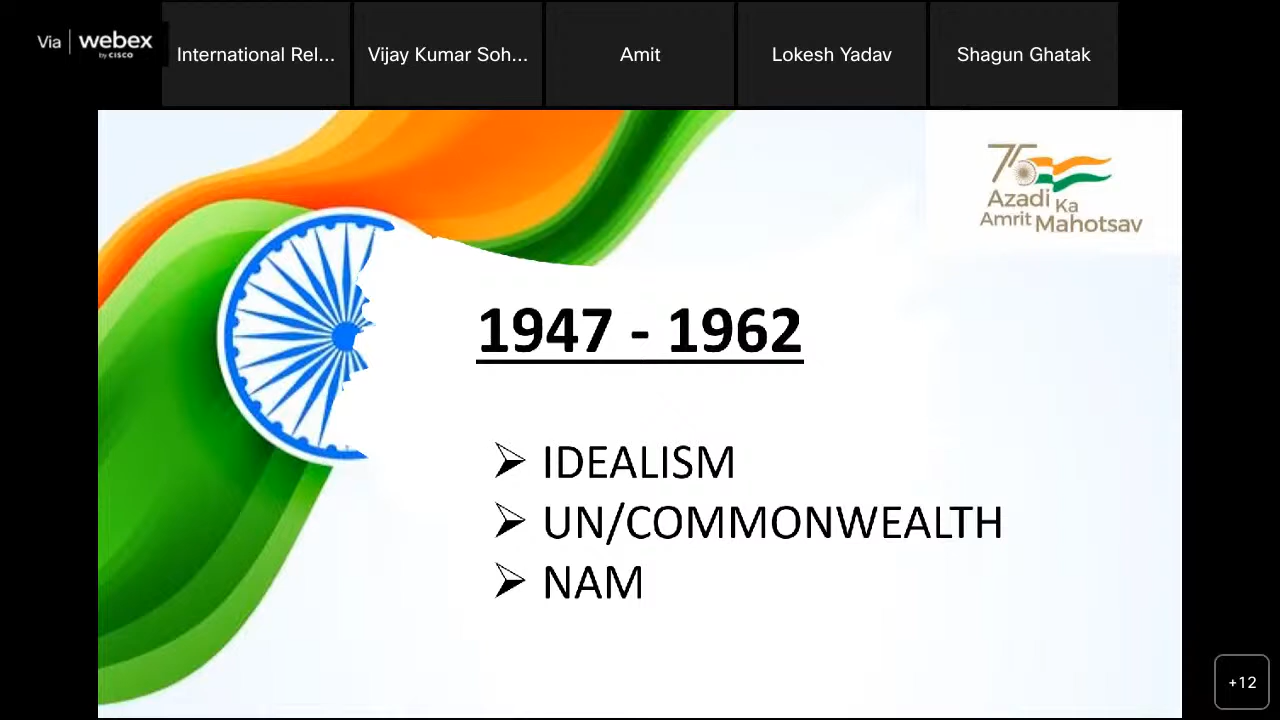 Via webex
by CISCO
International Rel...
Vijay Kumar Soh...
Amit
Lokesh Yadav
Shagun Ghatak
75
Azadi Ka
Amrit Mahotsav
1947 - 1962
➢ IDEALISM
➢ UN/COMMONWEALTH
➢ NAM
+12